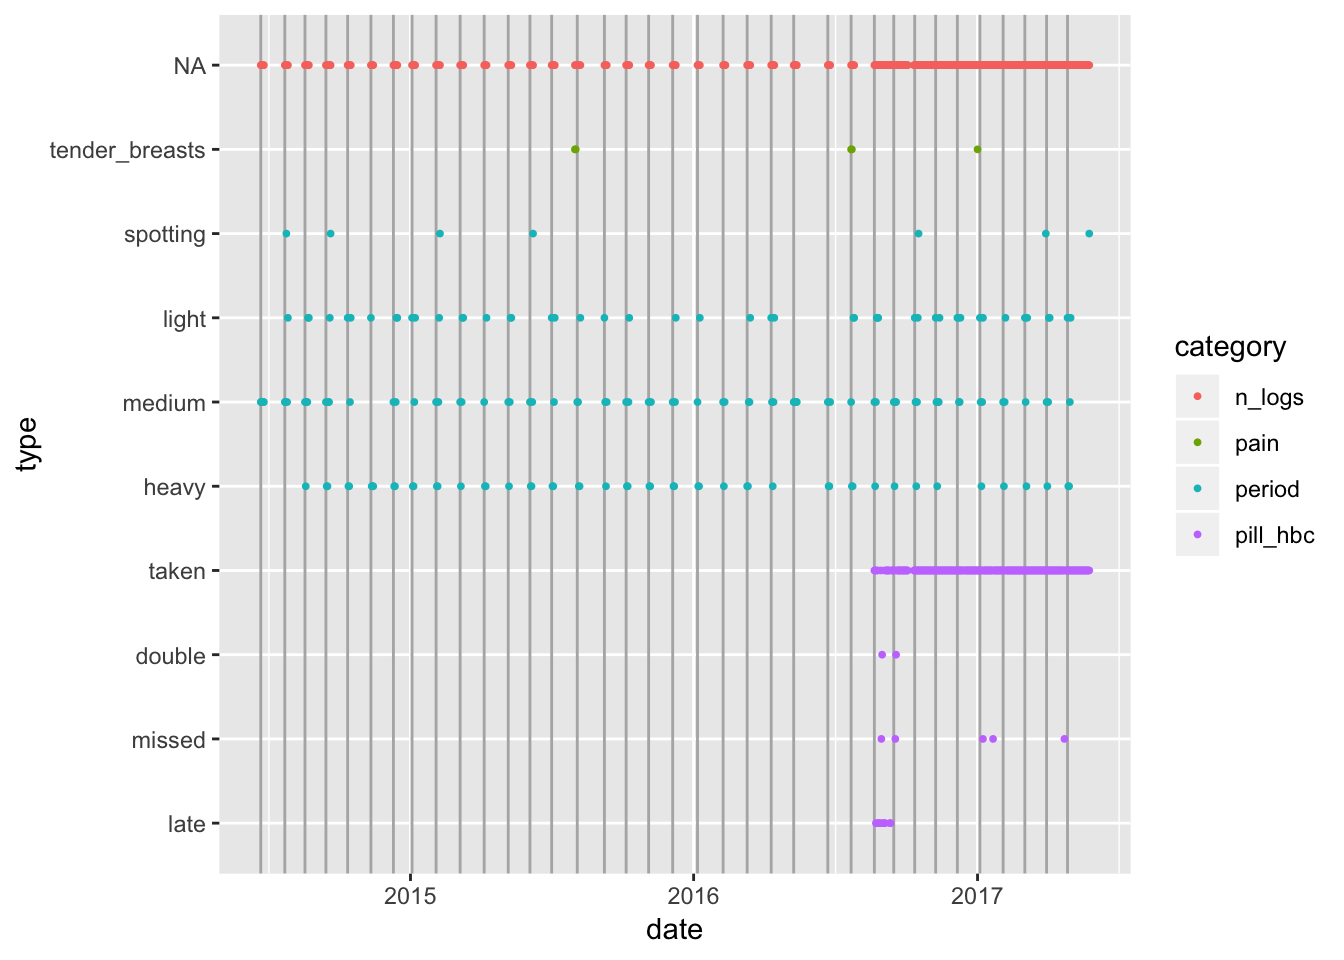 NA
tender_breasts
spotting
light
medium
heavy
taken
double
missed
late
type
2015
2016
2017
date
category
n_logs
pain
period
pill_hbc